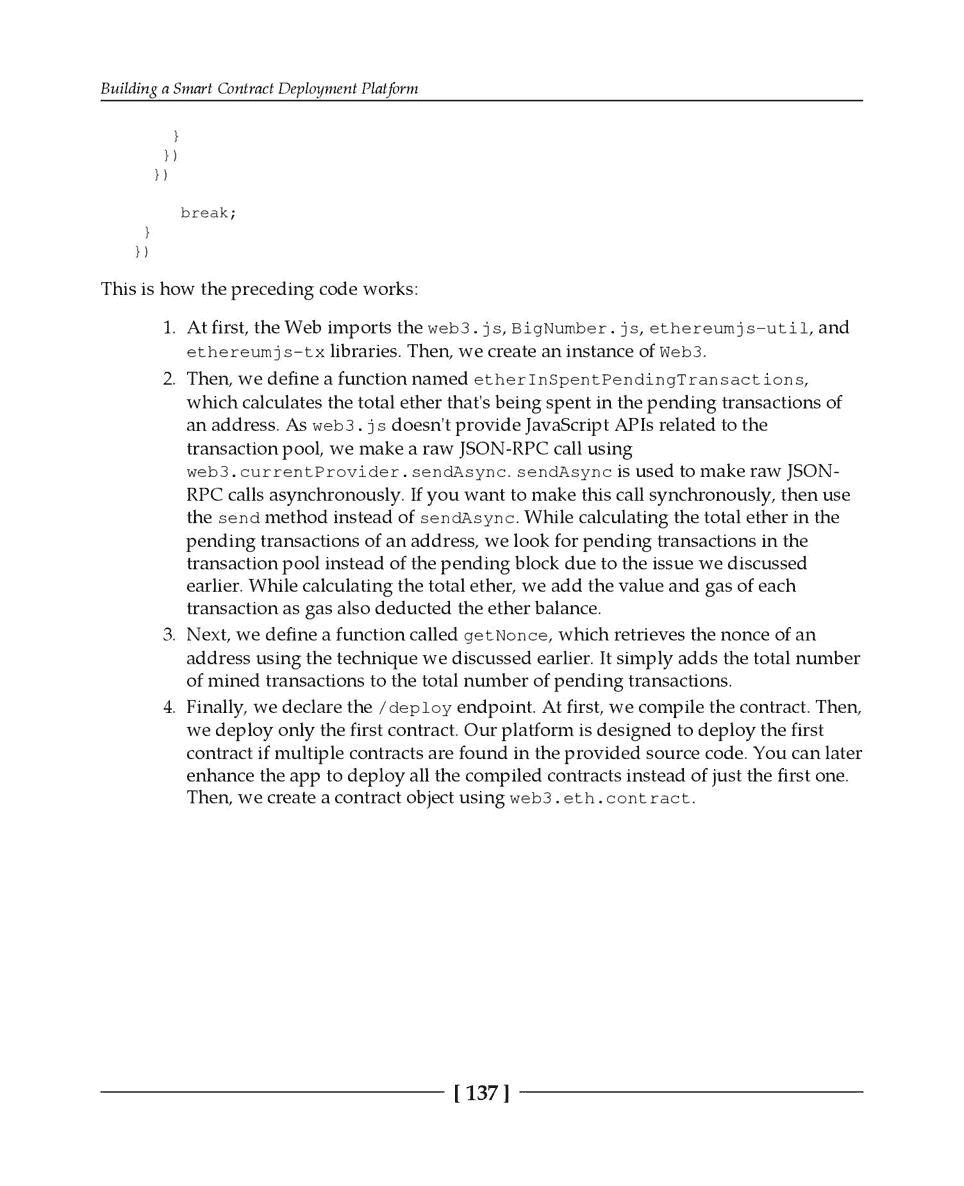 Building a Smart Contract Deployment Platform
}
})
})
break;
}
})
This is how the preceding code works:
1. At first, the Web imports the web3.js, BigNumber.js, ethereumjs-util, and
ethereumjs-tx libraries. Then, we create an instance of Web3.
2. Then, we define a function named etherInSpentPendingTransactions,
which calculates the total ether that's being spent in the pending transactions of
an address. As web3.js doesn't provide JavaScript APIs related to the
transaction pool, we make a raw JSON-RPC call using
web3.currentProvider.sendAsync. sendAsync is used to make raw JSON-
RPC calls asynchronously. If you want to make this call synchronously, then use
the send method instead of sendAsync. While calculating the total ether in the
pending transactions of an address, we look for pending transactions in the
transaction pool instead of the pending block due to the issue we discussed
earlier. While calculating the total ether, we add the value and gas of each
transaction as gas also deducted the ether balance.
3. Next, we define a function called getNonce, which retrieves the nonce of an
address using the technique we discussed earlier. It simply adds the total number
of mined transactions to the total number of pending transactions.
4. Finally, we declare the /deploy endpoint. At first, we compile the contract. Then,
we deploy only the first contract. Our platform is designed to deploy the first
contract if multiple contracts are found in the provided source code. You can later
enhance the app to deploy all the compiled contracts instead of just the first one.
Then, we create a contract object using web3.eth.contract.
[ 137 ]